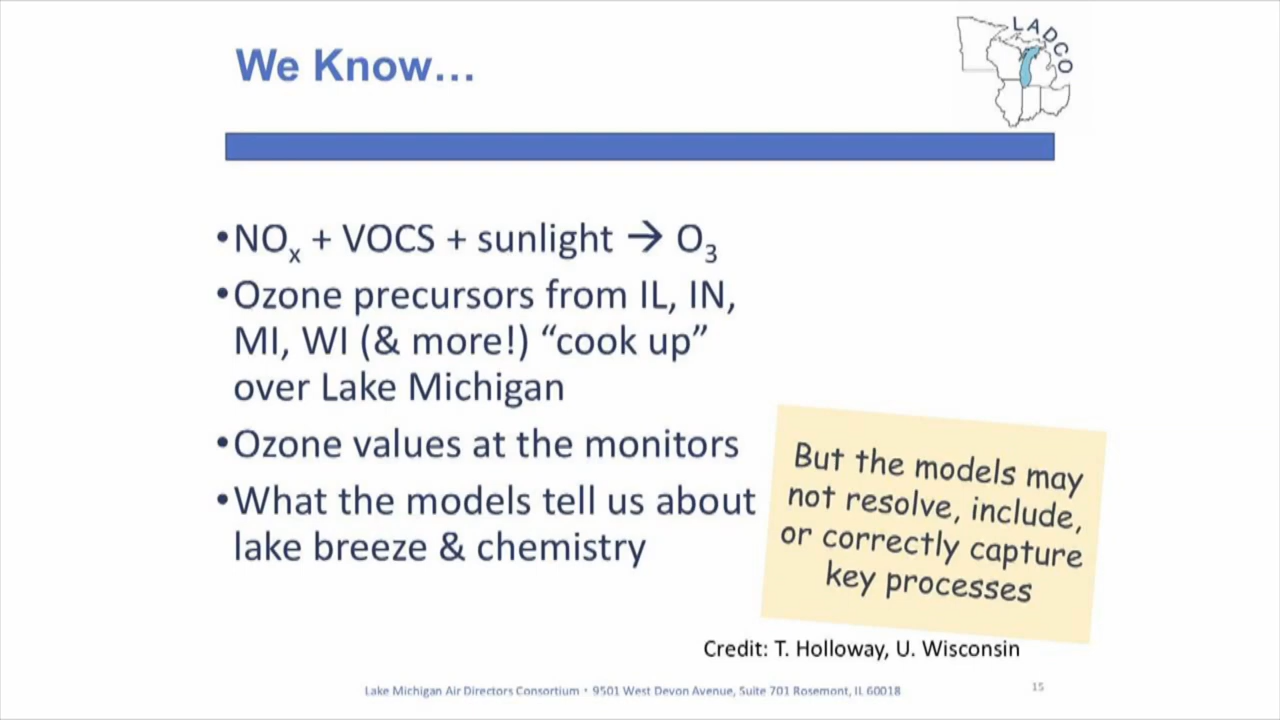 We Know…
LADCO
•NOx + VOCS + sunlight → O3
•Ozone precursors from IL, IN,
MI, WI (& more!) “cook up”
over Lake Michigan
•Ozone values at the monitors
•What the models tell us about
lake breeze & chemistry
But the models may
not resolve, include,
or correctly capture
key processes
Credit: T. Holloway, U. Wisconsin
Lake Michigan Air Directors Consortium • 9501 West Devon Avenue, Suite 701 Rosemont, IL 60018
15